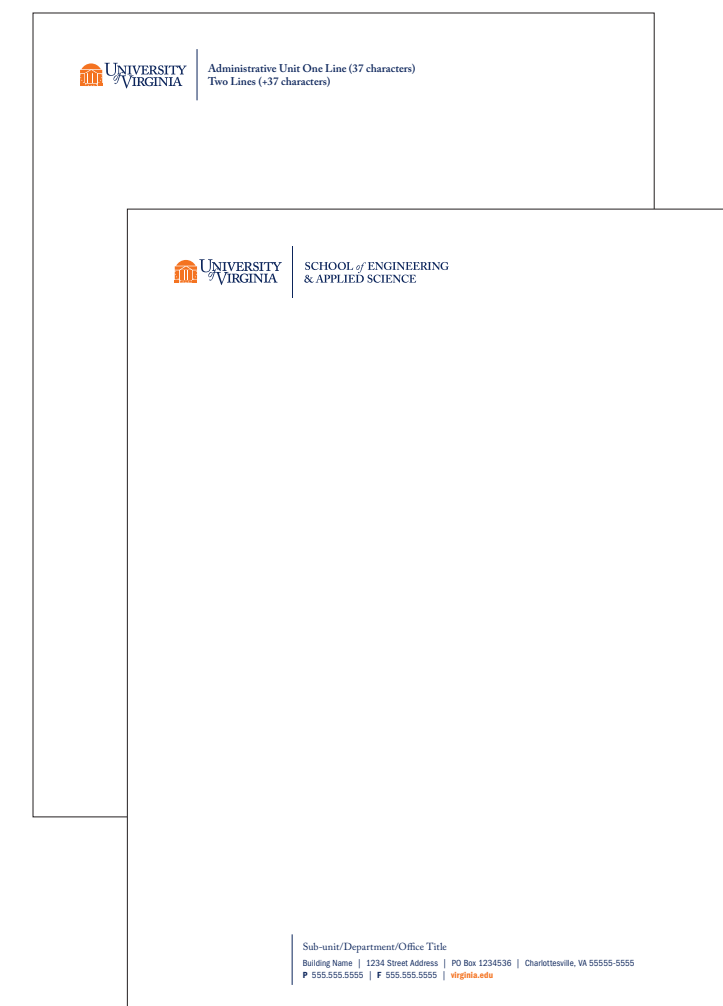 UNIVERSITY
of VIRGINIA
Administrative Unit One Line (37 characters)
Two Lines (+37 characters)
UNIVERSITY
of VIRGINIA
SCHOOL of ENGINEERING
& APPLIED SCIENCE
Sub-unit/Department/Office Title
Building Name | 1234 Street Address | PO Box 1234536 | Charlottesville, VA 55555-5555
P 555.555.5555 | F 555.555.5555 | virginia.edu